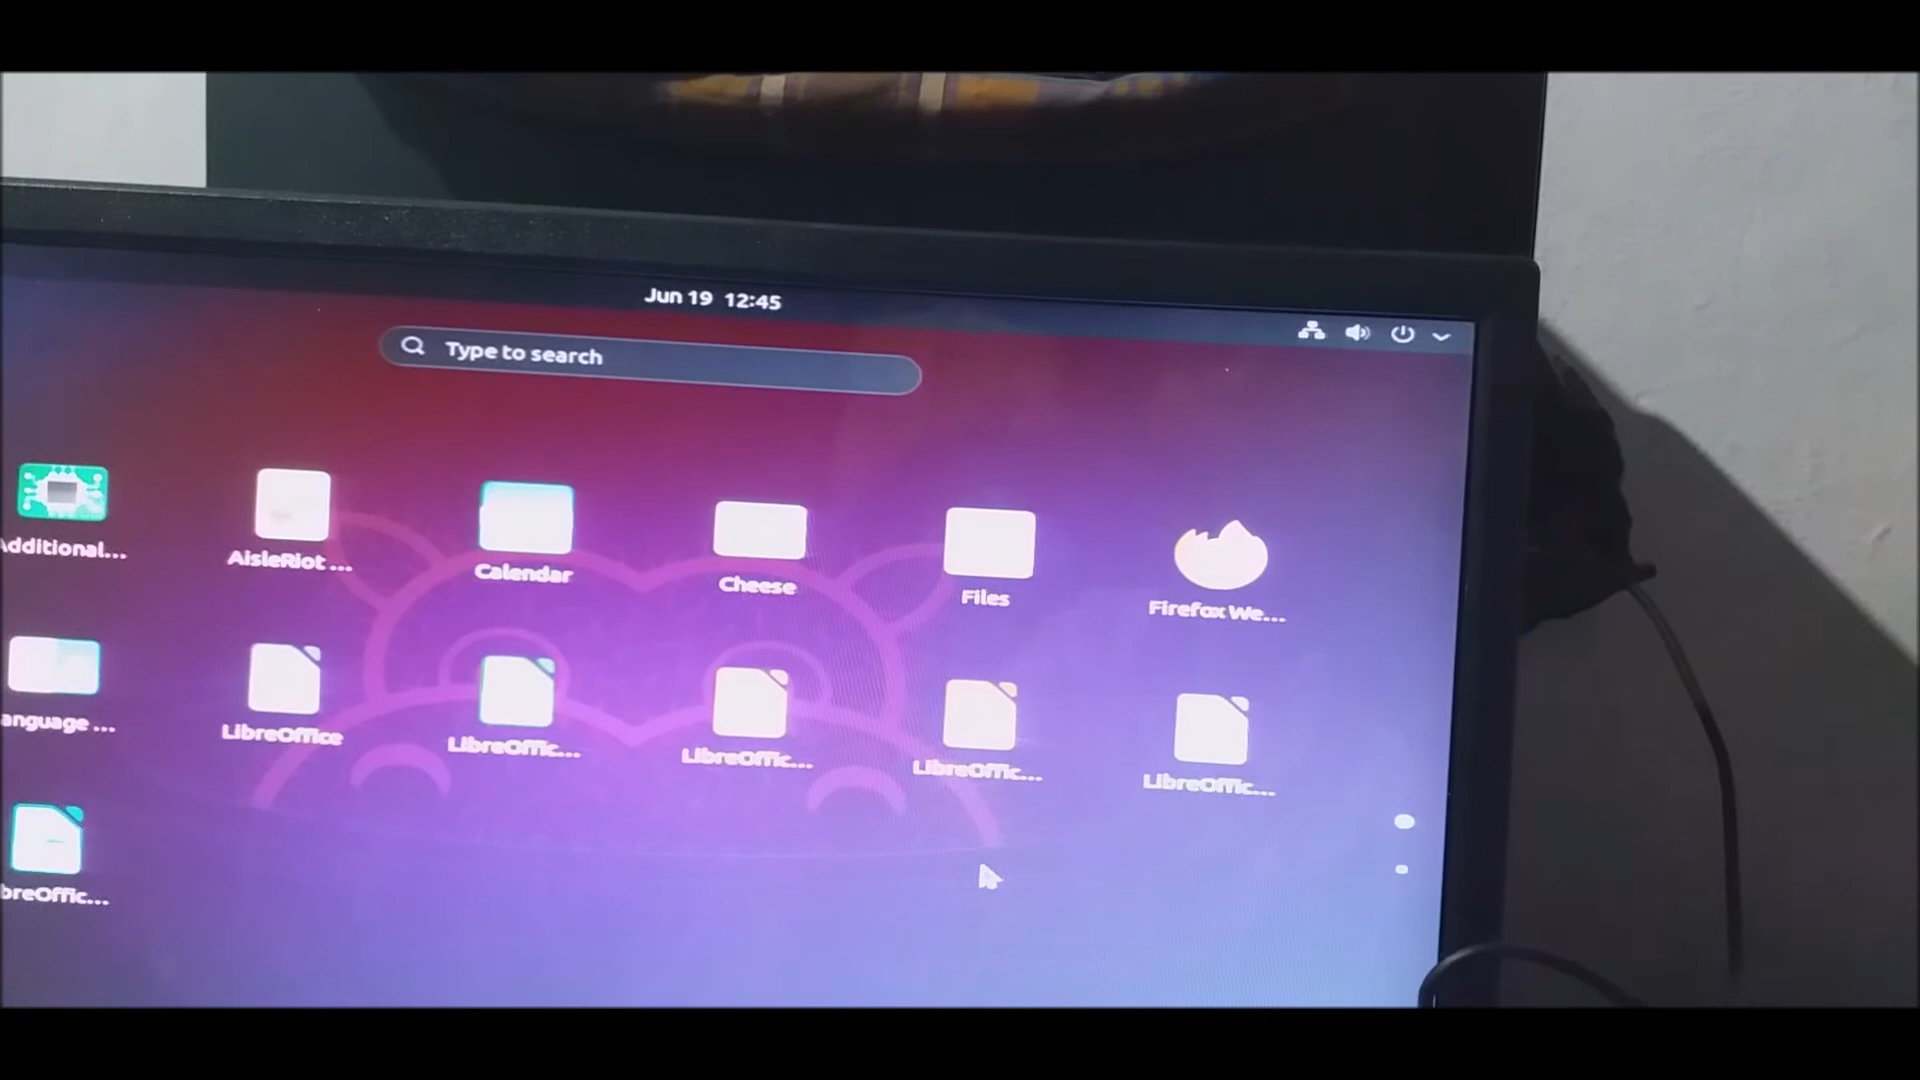 Jun 19 12:45
Type to search
Additional...
AisleRiot ...
Calendar
Cheese
Files
Firefox We...
anguage ...
LibreOffice
LibreOffic...
LibreOffic...
LibreOffic...
LibreOffic...
breOffic...